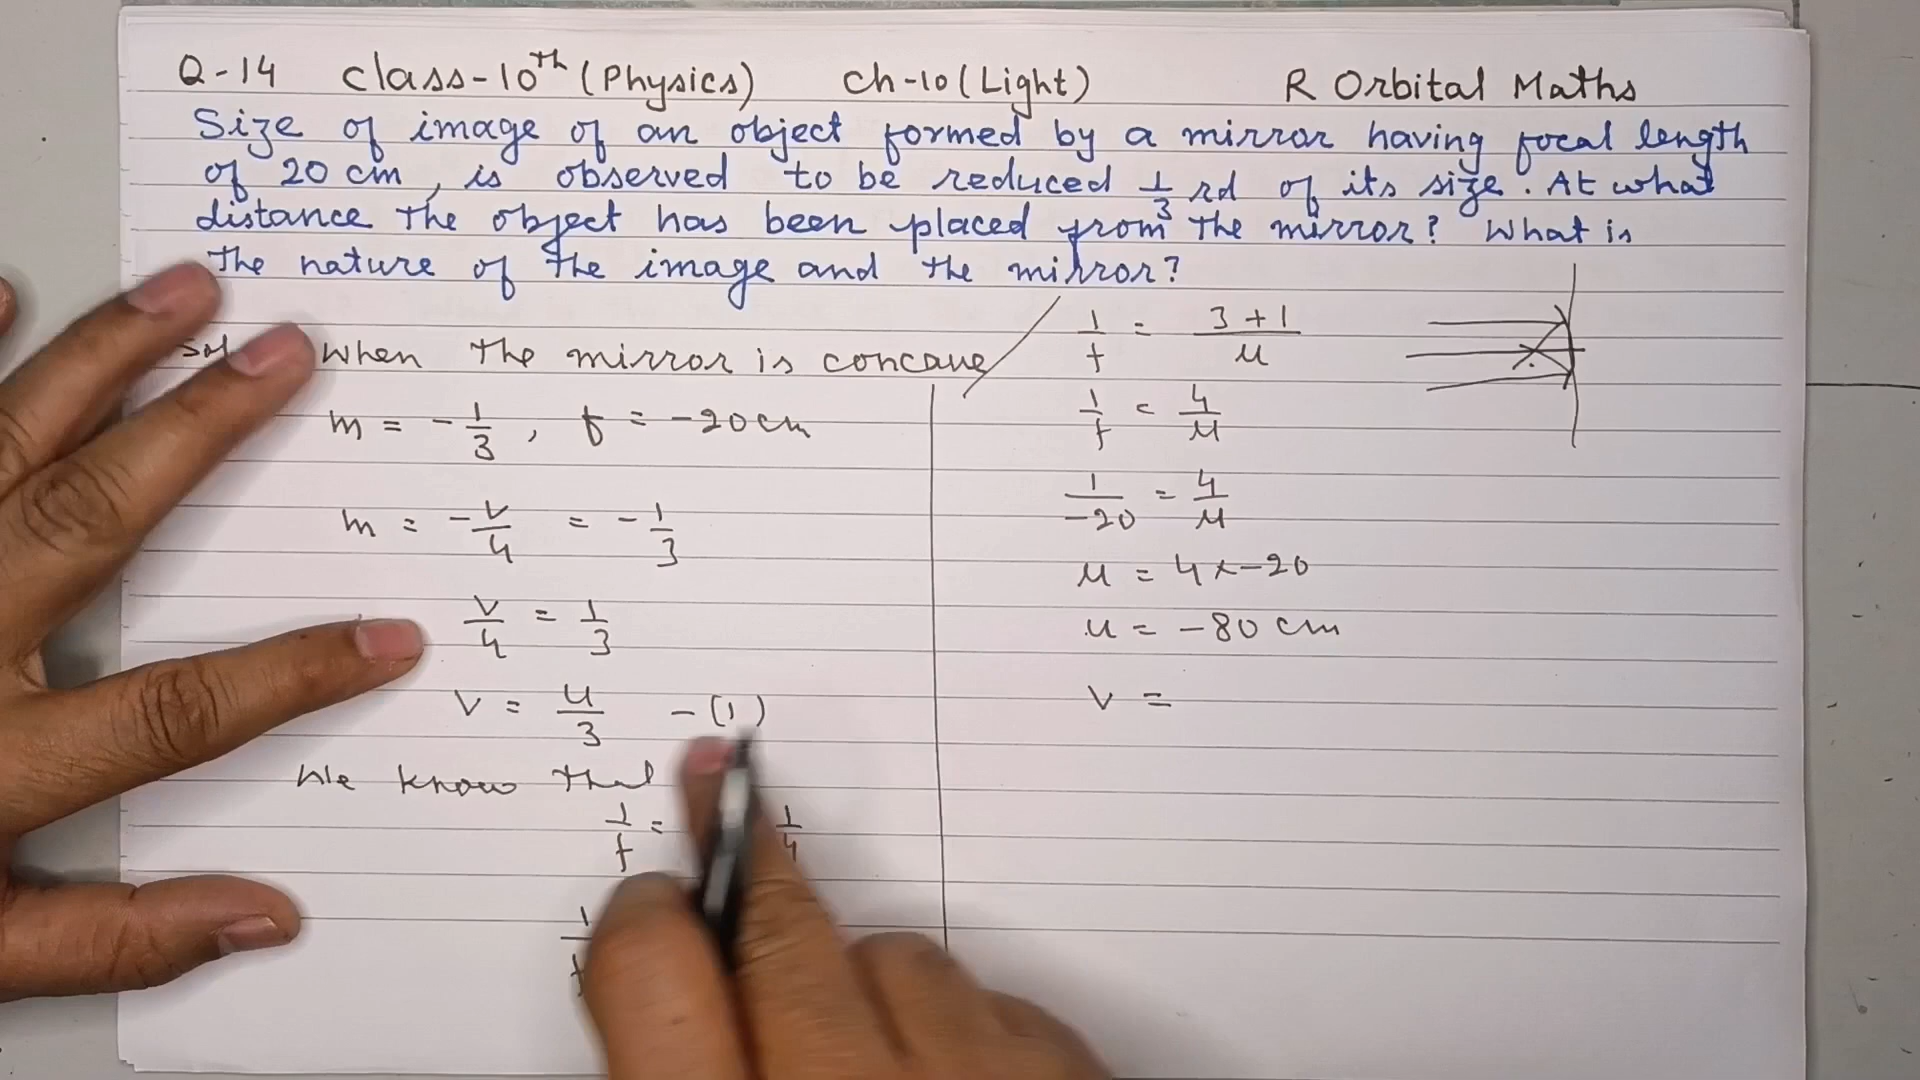 Q-14 Class-10th (Physics) Ch-10 (Light) R Orbital Maths
Size of image of an object formed by a mirror having focal length
of 20 cm, is observed to be reduced 1/3 rd of its size. At what
distance the object has been placed from the mirror? What is
the nature of the image and the mirror?
Sol When the mirror is concave
m = -1/3, f = -20 cm
m = -v/u = -1/3
v/u = 1/3
v = u/3 -(1)
We know that
1/f = 1/u
1/f = 3+1/u
1/f = 4/u
1/-20 = 4/u
u = 4x-20
u = -80 cm
v =